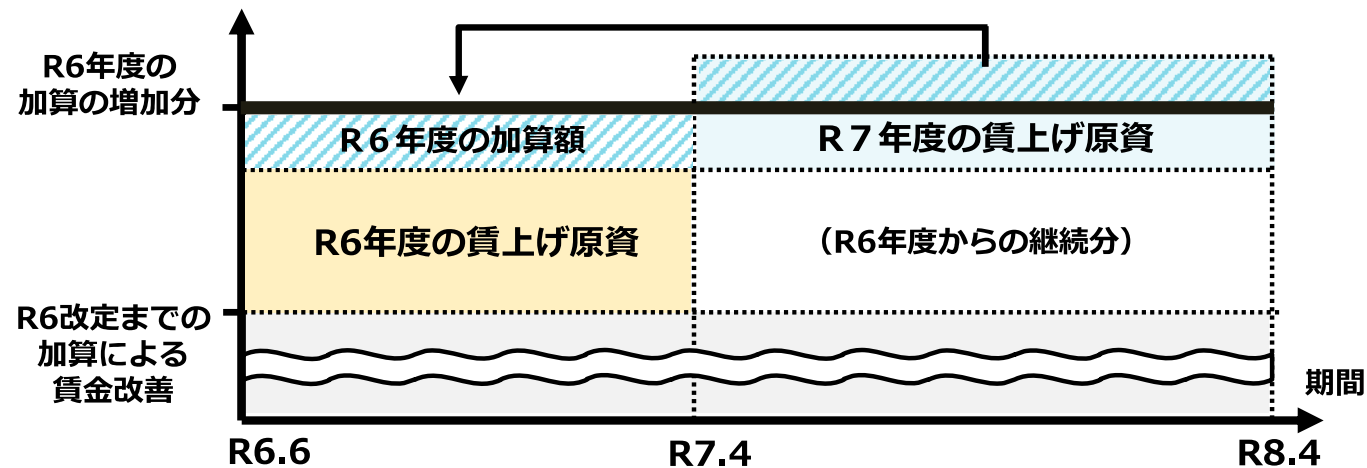 R6年度の
加算の増加分
R６年度の加算額
R７年度の賃上げ原資
R6年度の賃上げ原資
（R6年度からの継続分）
R6改定までの
加算による
賃金改善
期間
R6.6
R7.4
R8.4